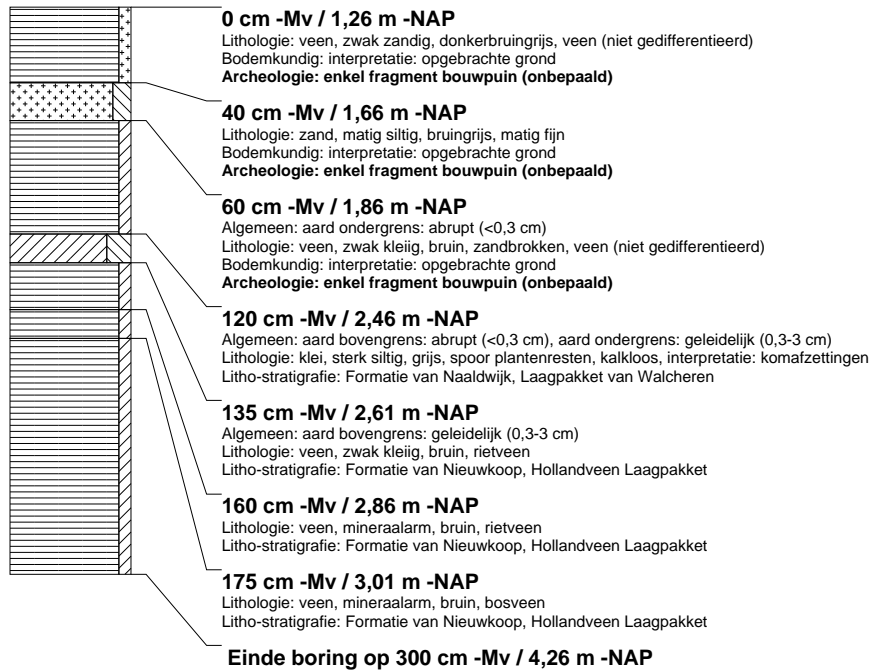 0 cm -Mv / 1,26 m -NAP
Lithologie: veen, zwak zandig, donkerbruingrijs, veen (niet gedifferentieerd)
Bodemkundig: interpretatie: opgebrachte grond
Archeologie: enkel fragment bouwpuin (onbepaald)
40 cm -Mv / 1,66 m -NAP
Lithologie: zand, matig siltig, bruingrijs, matig fijn
Bodemkundig: interpretatie: opgebrachte grond
Archeologie: enkel fragment bouwpuin (onbepaald)
60 cm -Mv / 1,86 m -NAP
Algemeen: aard ondergrens: abrupt (<0,3 cm)
Lithologie: veen, zwak kleiig, bruin, zandbrokken, veen (niet gedifferentieerd)
Bodemkundig: interpretatie: opgebrachte grond
Archeologie: enkel fragment bouwpuin (onbepaald)
120 cm -Mv / 2,46 m -NAP
Algemeen: aard bovengrens: abrupt (<0,3 cm), aard ondergrens: geleidelijk (0,3-3 cm)
Lithologie: klei, sterk siltig, grijs, spoor plantenresten, kalkloos, interpretatie: komafzettingen
Litho-stratigrafie: Formatie van Naaldwijk, Laagpakket van Walcheren
135 cm -Mv / 2,61 m -NAP
Algemeen: aard bovengrens: geleidelijk (0,3-3 cm)
Lithologie: veen, zwak kleiig, bruin, rietveen
Litho-stratigrafie: Formatie van Nieuwkoop, Hollandveen Laagpakket
160 cm -Mv / 2,86 m -NAP
Lithologie: veen, mineraalarm, bruin, rietveen
Litho-stratigrafie: Formatie van Nieuwkoop, Hollandveen Laagpakket
175 cm -Mv / 3,01 m -NAP
Lithologie: veen, mineraalarm, bruin, bosveen
Litho-stratigrafie: Formatie van Nieuwkoop, Hollandveen Laagpakket
Einde boring op 300 cm -Mv / 4,26 m -NAP